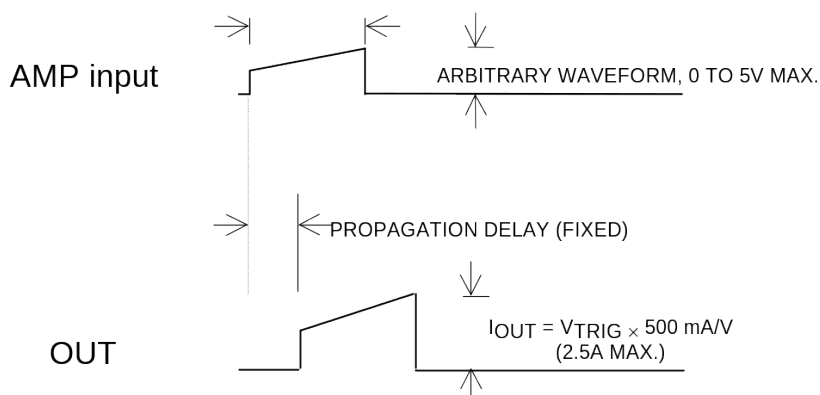 AMP input
ARBITRARY WAVEFORM, 0 TO 5V MAX.
PROPAGATION DELAY (FIXED)
IOUT = VTRIG × 500 mA/V
(2.5A MAX.)
OUT